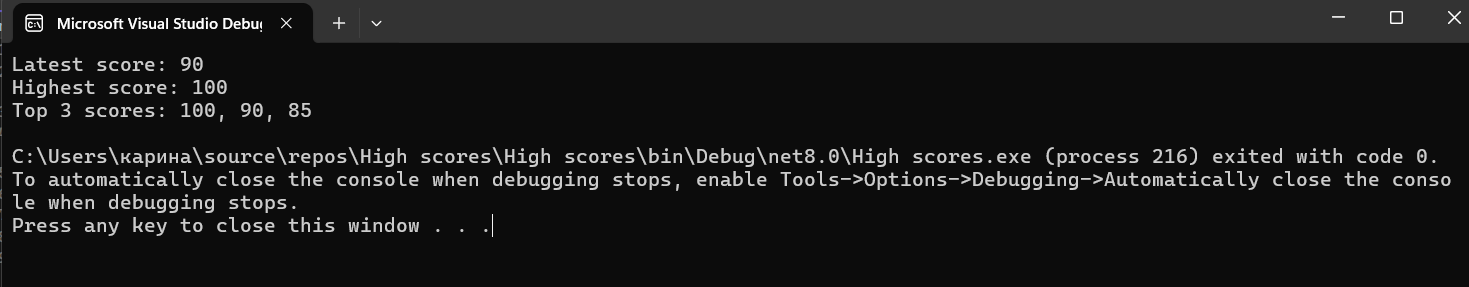 Microsoft Visual Studio Debug
Latest score: 90
Highest score: 100
Top 3 scores: 100, 90, 85
C:\Users\карина\source\repos\High scores\High scores\bin\Debug\net8.0\High scores.exe (process 216) exited with code 0.
To automatically close the console when debugging stops, enable Tools->Options->Debugging->Automatically close the conso
le when debugging stops.
Press any key to close this window . . .